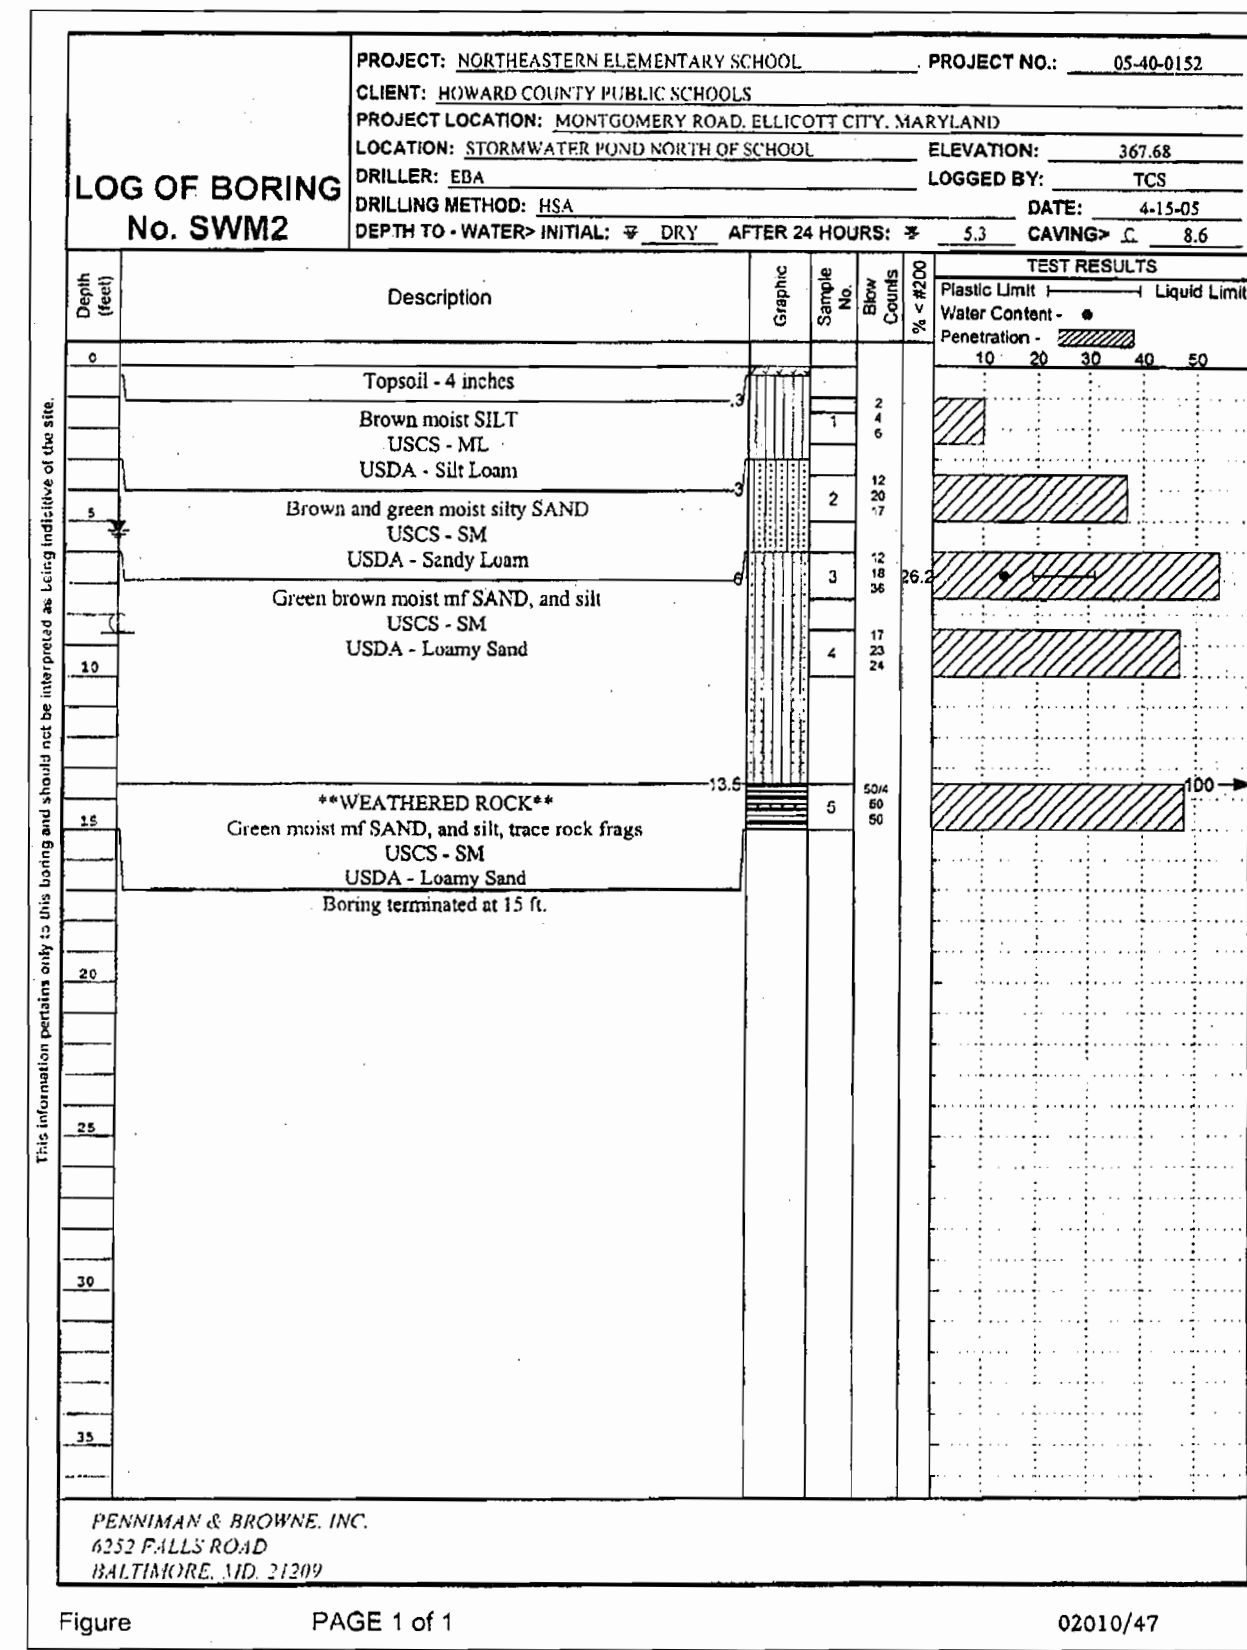 LOG OF BORING
No. SWM2
PROJECT: NORTHEASTERN ELEMENTARY SCHOOL PROJECT NO.: 05-40-0152
CLIENT: HOWARD COUNTY PUBLIC SCHOOLS
PROJECT LOCATION: MONTGOMERY ROAD, ELLICOTT CITY, MARYLAND
LOCATION: STORMWATER POND NORTH OF SCHOOL ELEVATION: 367.68
DRILLER: EBA LOGGED BY: TCS
DRILLING METHOD: HSA DATE: 4-15-05
DEPTH TO - WATER> INITIAL: DRY AFTER 24 HOURS: 5.3 CAVING> C 8.6
Depth (feet)
Description
Graphic
Sample No.
Blow Counts
% < #200
TEST RESULTS
Plastic Limit Liquid Limit
Water Content -
Penetration -
10 20 30 40 50
0
Topsoil - 4 inches
.3
Brown moist SILT
USCS - ML
USDA - Silt Loam
1
2
4
6
3
Brown and green moist silty SAND
USCS - SM
USDA - Sandy Loam
2
12
20
17
5
6
Green brown moist mf SAND, and silt
USCS - SM
USDA - Loamy Sand
3
12
18
36
26.2
4
17
23
24
10
13.5
**WEATHERED ROCK**
Green moist mf SAND, and silt, trace rock frags
USCS - SM
USDA - Loamy Sand
5
50/4
50
50
100
15
Boring terminated at 15 ft.
20
25
30
35
This information pertains only to this boring and should not be interpreted as being indicitive of the site.
PENNIMAN & BROWNE, INC.
6252 FALLS ROAD
BALTIMORE, MD. 21209
Figure PAGE 1 of 1 02010/47